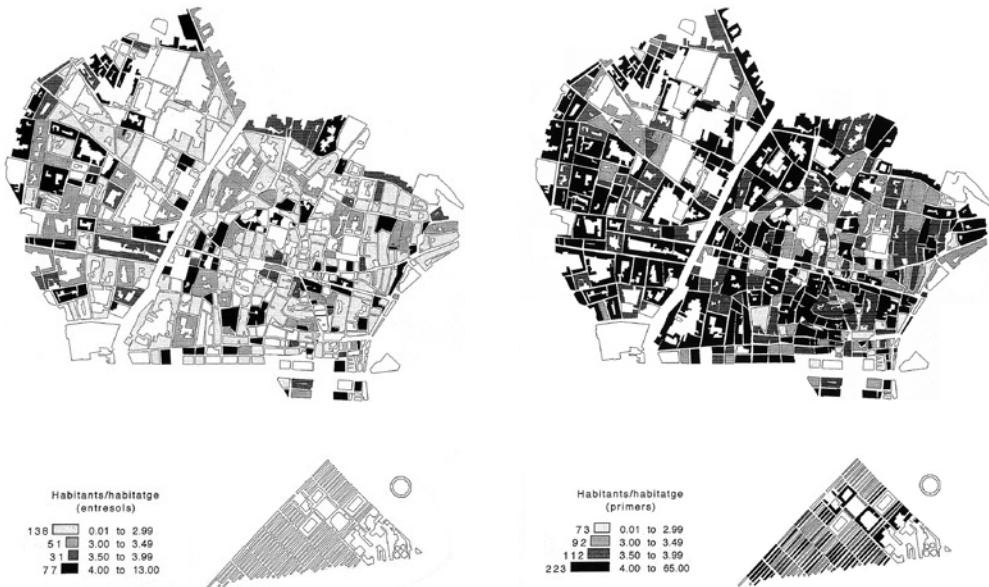 Habitants/habitatge
(entresols)
138 0.01 to 2.99
51 3.00 to 3.49
31 3.50 to 3.99
77 4.00 to 13.00
Habitants/habitatge
(primers)
73 0.01 to 2.99
92 3.00 to 3.49
112 3.50 to 3.99
223 4.00 to 65.00